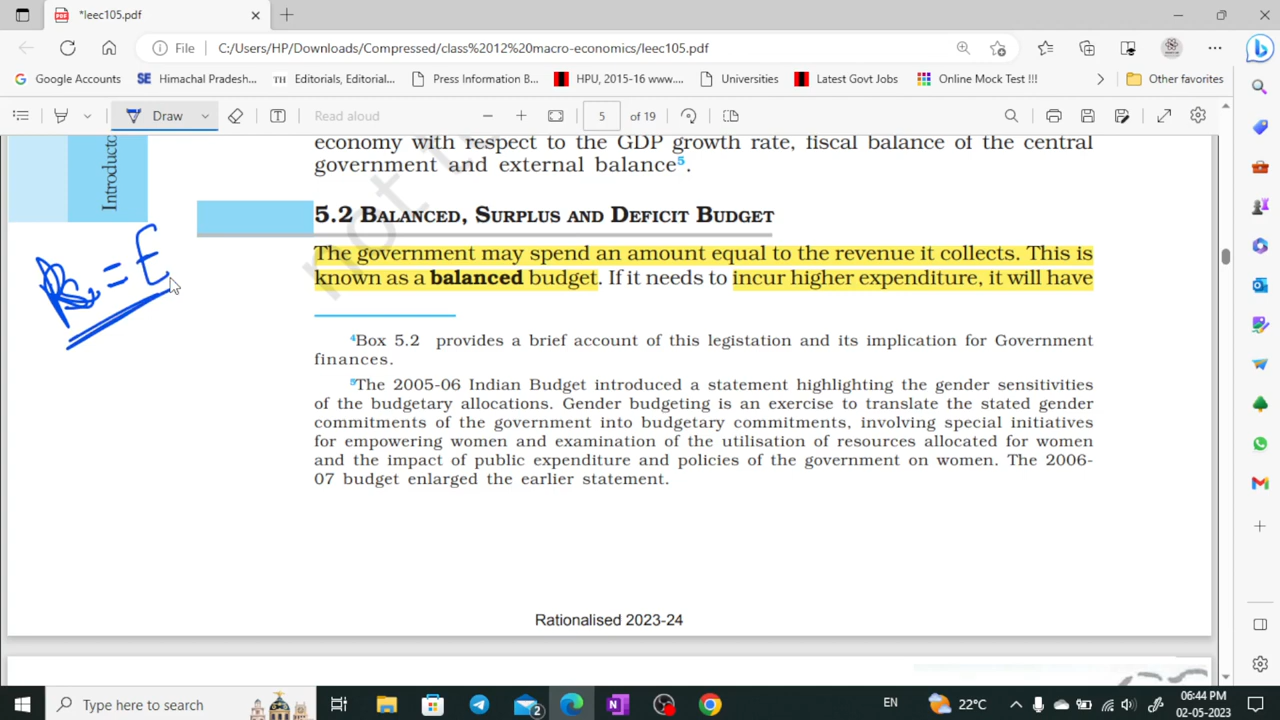 *leec105.pdf
File
C:/Users/HP/Downloads/Compressed/class%2012%20macro-economics/leec105.pdf
Google Accounts
SE Himachal Pradesh...
TH Editorials, Editorial...
Press Information B...
HPU, 2015-16 www....
Universities
Latest Govt Jobs
Online Mock Test !!!
Other favorites
Draw
Read aloud
5 of 19
Introducto
economy with respect to the GDP growth rate, fiscal balance of the central
government and external balance⁵.
5.2 BALANCED, SURPLUS AND DEFICIT BUDGET
The government may spend an amount equal to the revenue it collects. This is
known as a balanced budget. If it needs to incur higher expenditure, it will have
= E
⁴Box 5.2 provides a brief account of this legislation and its implication for Government
finances.
⁵The 2005-06 Indian Budget introduced a statement highlighting the gender sensitivities
of the budgetary allocations. Gender budgeting is an exercise to translate the stated gender
commitments of the government into budgetary commitments, involving special initiatives
for empowering women and examination of the utilisation of resources allocated for women
and the impact of public expenditure and policies of the government on women. The 2006-
07 budget enlarged the earlier statement.
Rationalised 2023-24
Type here to search
2
EN
22°C
06:44 PM
02-05-2023